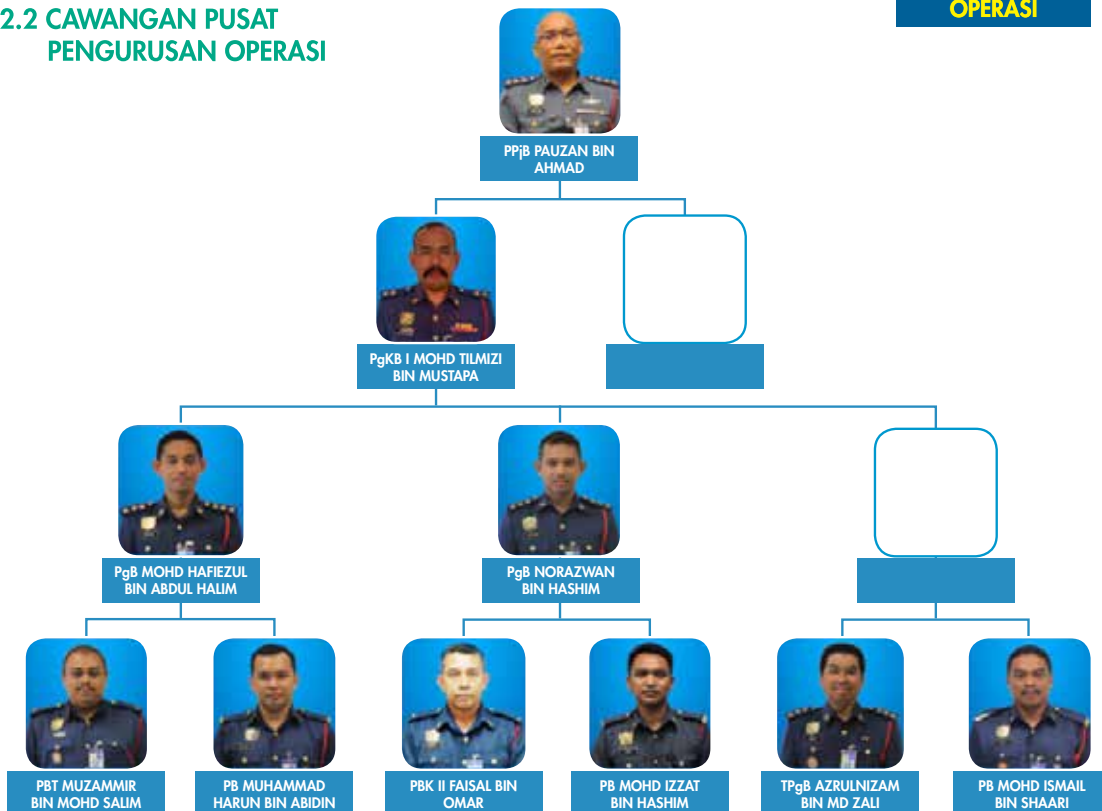 2.2 CAWANGAN PUSAT
PENGURUSAN OPERASI
OPERASI
PPjB PAUZAN BIN
AHMAD
PgKB I MOHD TILMIZI
BIN MUSTAPA
PgB MOHD HAFIEZUL
BIN ABDUL HALIM
PgB NORAZWAN
BIN HASHIM
PBT MUZAMMIR
BIN MOHD SALIM
PB MUHAMMAD
HARUN BIN ABIDIN
PBK II FAISAL BIN
OMAR
PB MOHD IZZAT
BIN HASHIM
TPgB AZRULNIZAM
BIN MD ZALI
PB MOHD ISMAIL
BIN SHAARI